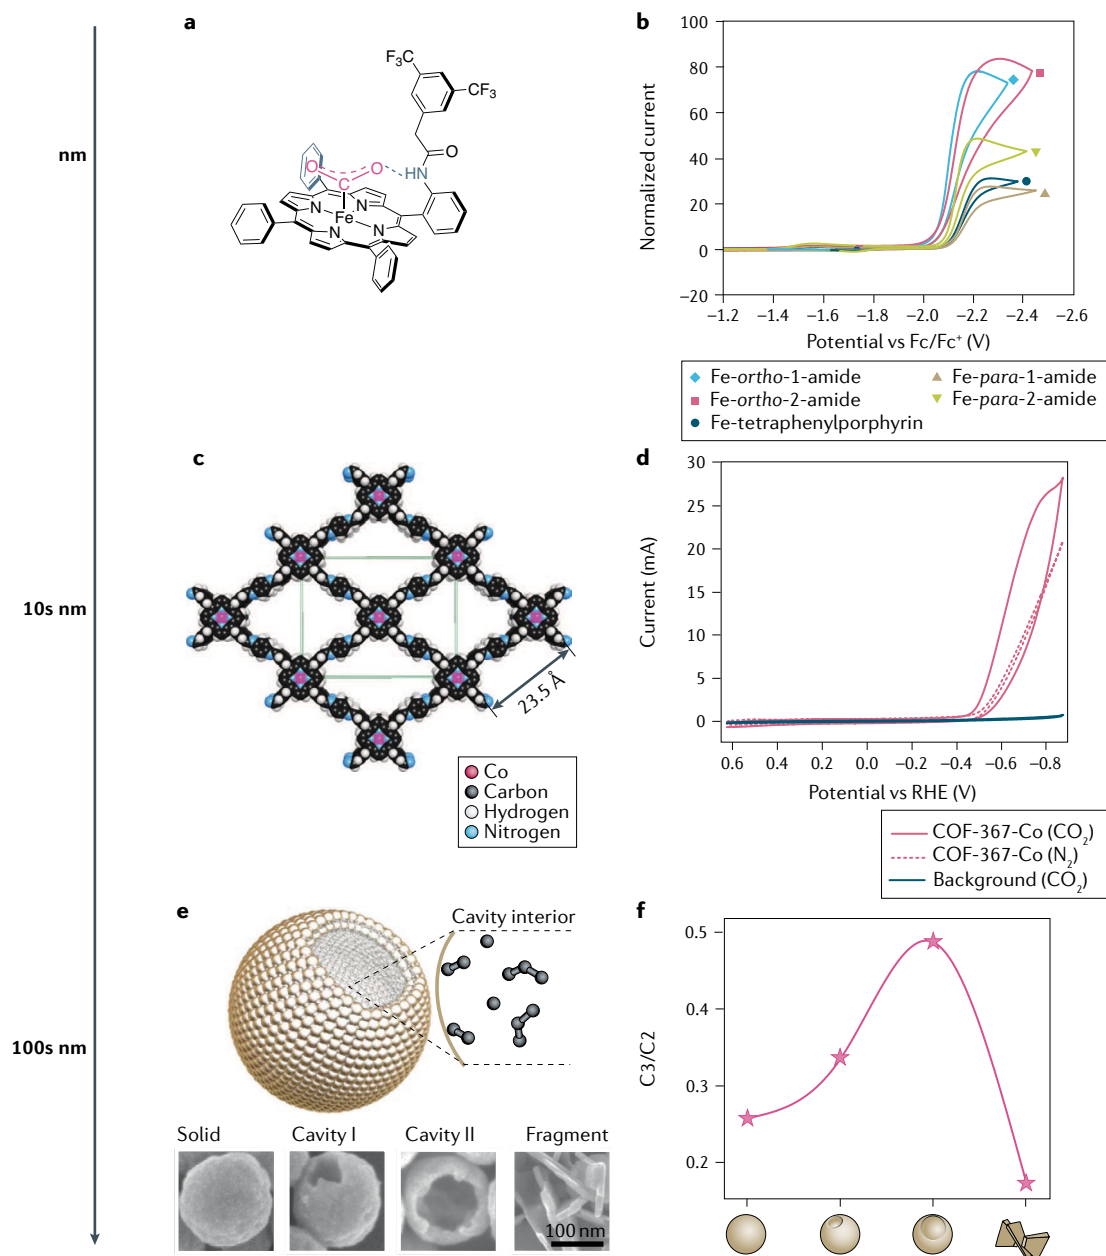 a
nm
CF3
F3C
CF3
O
HN
O
O
C
N
N
Fe
N
N
b
Normalized current
100
80
60
40
20
0
−20
−1.2 −1.4 −1.6 −1.8 −2.0 −2.2 −2.4 −2.6
Potential vs Fc/Fc+ (V)
Fe-ortho-1-amide
Fe-ortho-2-amide
Fe-tetraphenylporphyrin
Fe-para-1-amide
Fe-para-2-amide
c
10s nm
23.5 Å
Co
Carbon
Hydrogen
Nitrogen
d
Current (mA)
30
25
20
15
10
5
0
0.6 0.4 0.2 0.0 −0.2 −0.4 −0.6 −0.8
Potential vs RHE (V)
COF-367-Co (CO2)
COF-367-Co (N2)
Background (CO2)
e
100s nm
Cavity interior
Solid
Cavity I
Cavity II
Fragment
100 nm
f
C3/C2
0.5
0.4
0.3
0.2